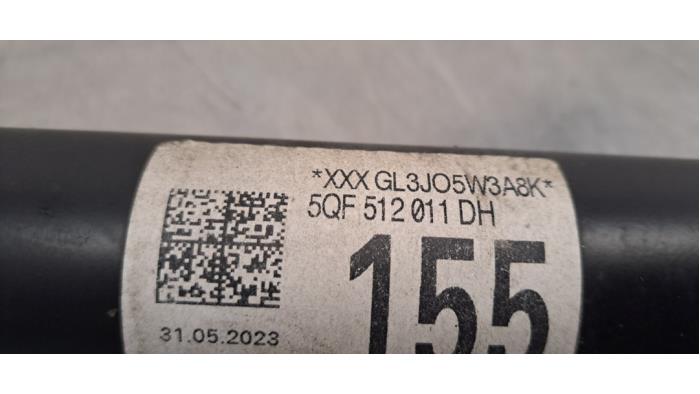 *XXX GL3JO5W3A8K*
5QF 512 011 DH
155
31.05.2023